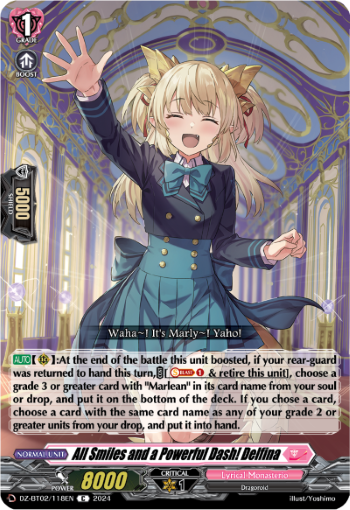 1
GRADE
BOOST
5000
SHIELD
Waha~! It's Marly~! Yaho!
AUTO【 】:At the end of the battle this unit boosted, if your rear-guard
was returned to hand this turn, [ BLAST 1 & retire this unit], choose a
grade 3 or greater card with "Marlean" in its card name from your soul
or drop, and put it on the bottom of the deck. If you chose a card,
choose a card with the same card name as any of your grade 2 or
greater units from your drop, and put it into hand.
NORMAL UNIT
All Smiles and a Powerful Dash! Delfina
Lyrical Monasterio
POWER 8000 CRITICAL 1 Dragoroid
DZ-BT02/118EN C 2024 illust/Yoshimo